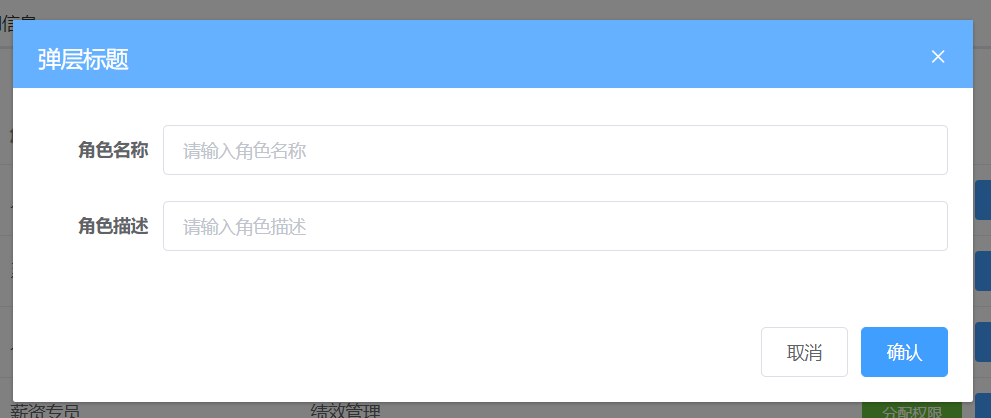 信息
弹层标题
角色名称 请输入角色名称
角色描述 请输入角色描述
取消 确认
薪资专员 绩效管理 分配权限